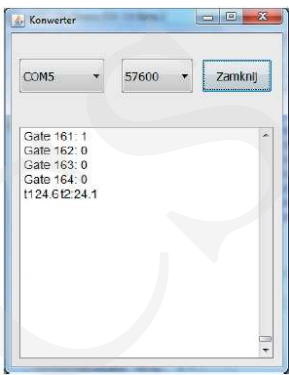 Konwerter
COM5 57600 Zamknij
Gate 161: 1
Gate 162: 0
Gate 163: 0
Gate 164: 0
t124.6t2:24.1